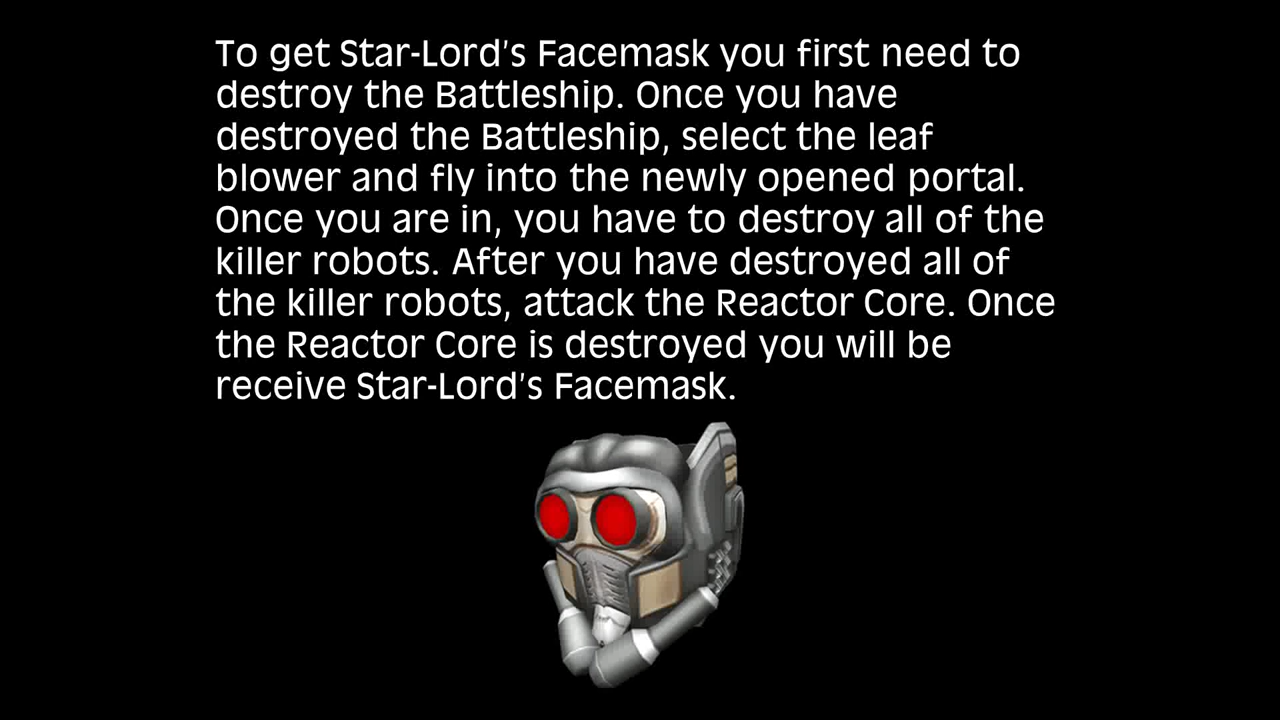 To get Star-Lord's Facemask you first need to
destroy the Battleship. Once you have
destroyed the Battleship, select the leaf
blower and fly into the newly opened portal.
Once you are in, you have to destroy all of the
killer robots. After you have destroyed all of
the killer robots, attack the Reactor Core. Once
the Reactor Core is destroyed you will be
receive Star-Lord's Facemask.